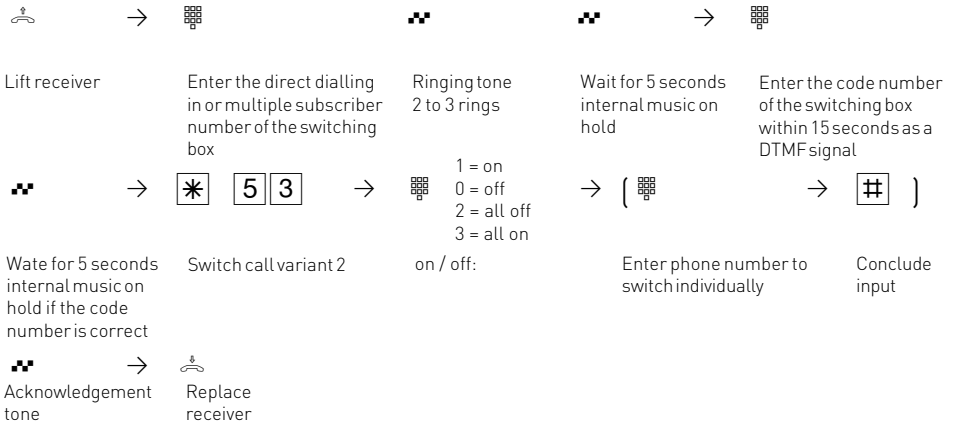 Lift receiver
Enter the direct dialling
in or multiple subscriber
number of the switching
box
Ringing tone
2 to 3 rings
Wait for 5 seconds
internal music on
hold
Enter the code number
of the switching box
within 15 seconds as a
DTMF signal
* 5 3
1 = on
0 = off
2 = all off
3 = all on
( # )
Wate for 5 seconds
internal music on
hold if the code
number is correct
Switch call variant 2
on / off:
Enter phone number to
switch individually
Conclude
input
Acknowledgement
tone
Replace
receiver